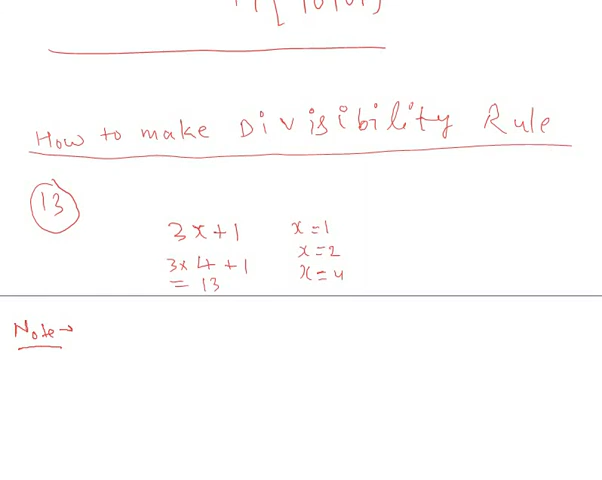 How to make Divisibility Rule
13
3x+1 x=1
x=2
3x4+1 x=4
= 13
Note→